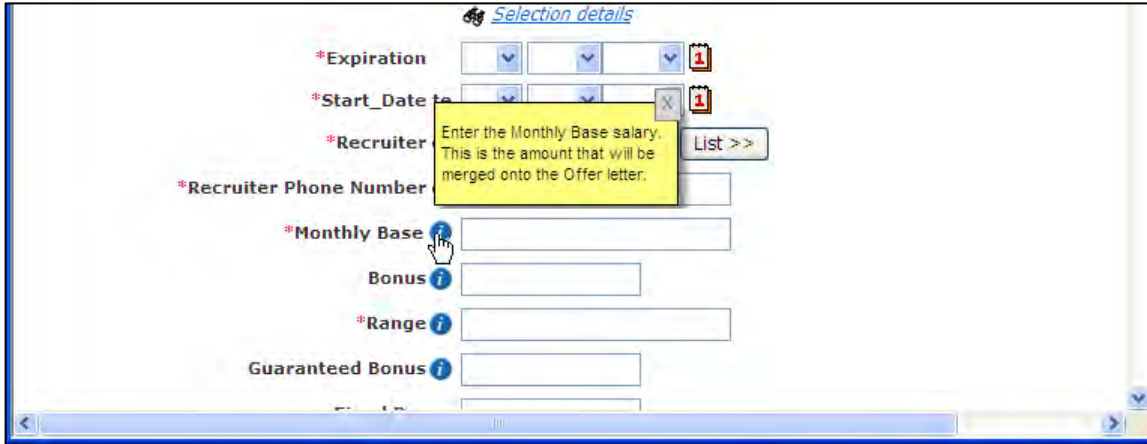 Selection details
*Expiration
*Start_Date to
Enter the Monthly Base salary.
This is the amount that will be
merged onto the Offer letter.
X
*Recruiter
List >>
*Recruiter Phone Number
*Monthly Base
Bonus
*Range
Guaranteed Bonus